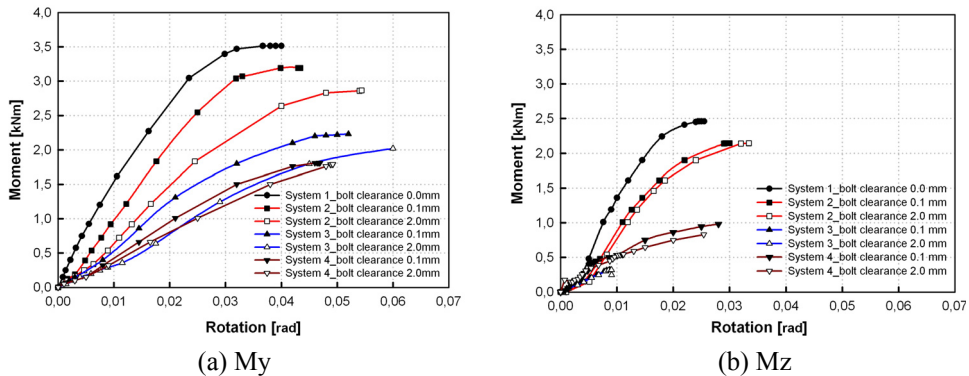 (a)
(b)
4,0
3,5
3,0
2,5
2,0
1,5
1,0
0,5
0,0
Moment [kNm]
0,00 0,01 0,02 0,03 0,04 0,05 0,06 0,07
Rotation [rad]
System 1_bolt clearance 0.0mm
System 2_bolt clearance 0.1mm
System 2_bolt clearance 2.0mm
System 3_bolt clearance 0.1mm
System 3_bolt clearance 2.0mm
System 4_bolt clearance 0.1mm
System 4_bolt clearance 2.0mm
(a) My
4,0
3,5
3,0
2,5
2,0
1,5
1,0
0,5
0,0
Moment [kNm]
0,00 0,01 0,02 0,03 0,04 0,05 0,06 0,07
Rotation [rad]
System 1_bolt clearance 0.0 mm
System 2_bolt clearance 0.1 mm
System 2_bolt clearance 2.0 mm
System 3_bolt clearance 0.1 mm
System 3_bolt clearance 2.0 mm
System 4_bolt clearance 0.1 mm
System 4_bolt clearance 2.0 mm
(b) Mz